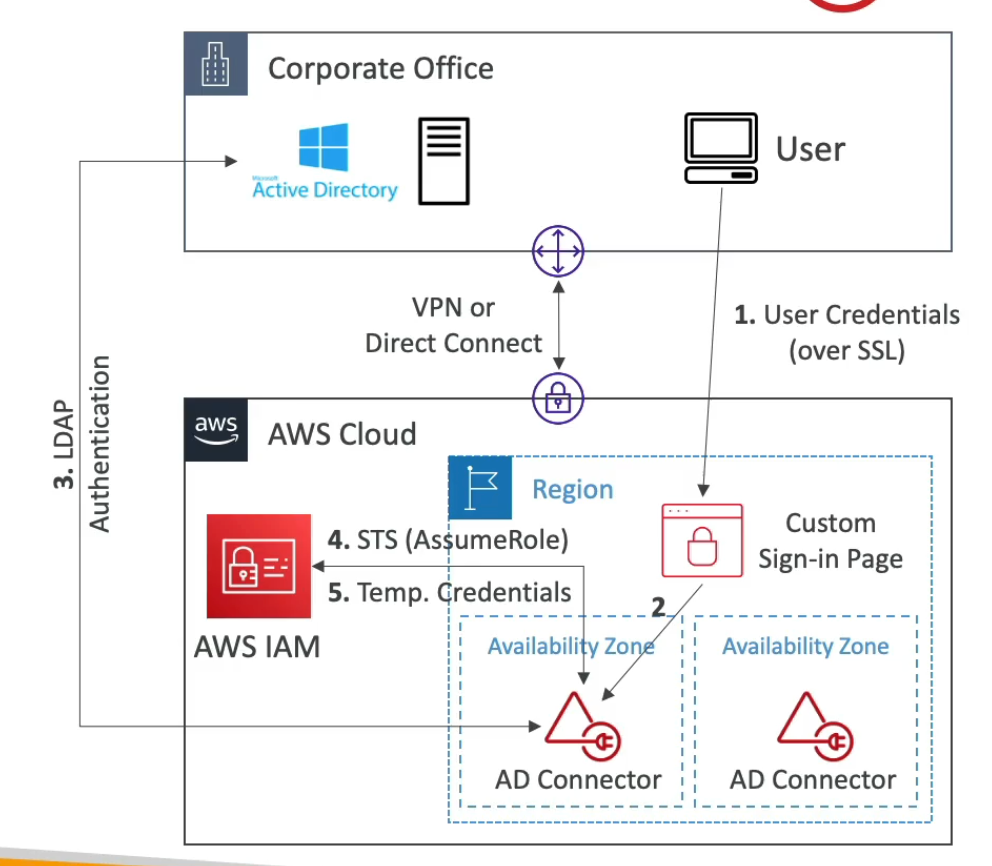 Corporate Office
Microsoft
Active Directory
User
VPN or
Direct Connect
1. User Credentials
(over SSL)
3. LDAP
Authentication
aws
AWS Cloud
Region
4. STS (AssumeRole)
5. Temp. Credentials
AWS IAM
Custom
Sign-in Page
2
Availability Zone
Availability Zone
AD Connector
AD Connector